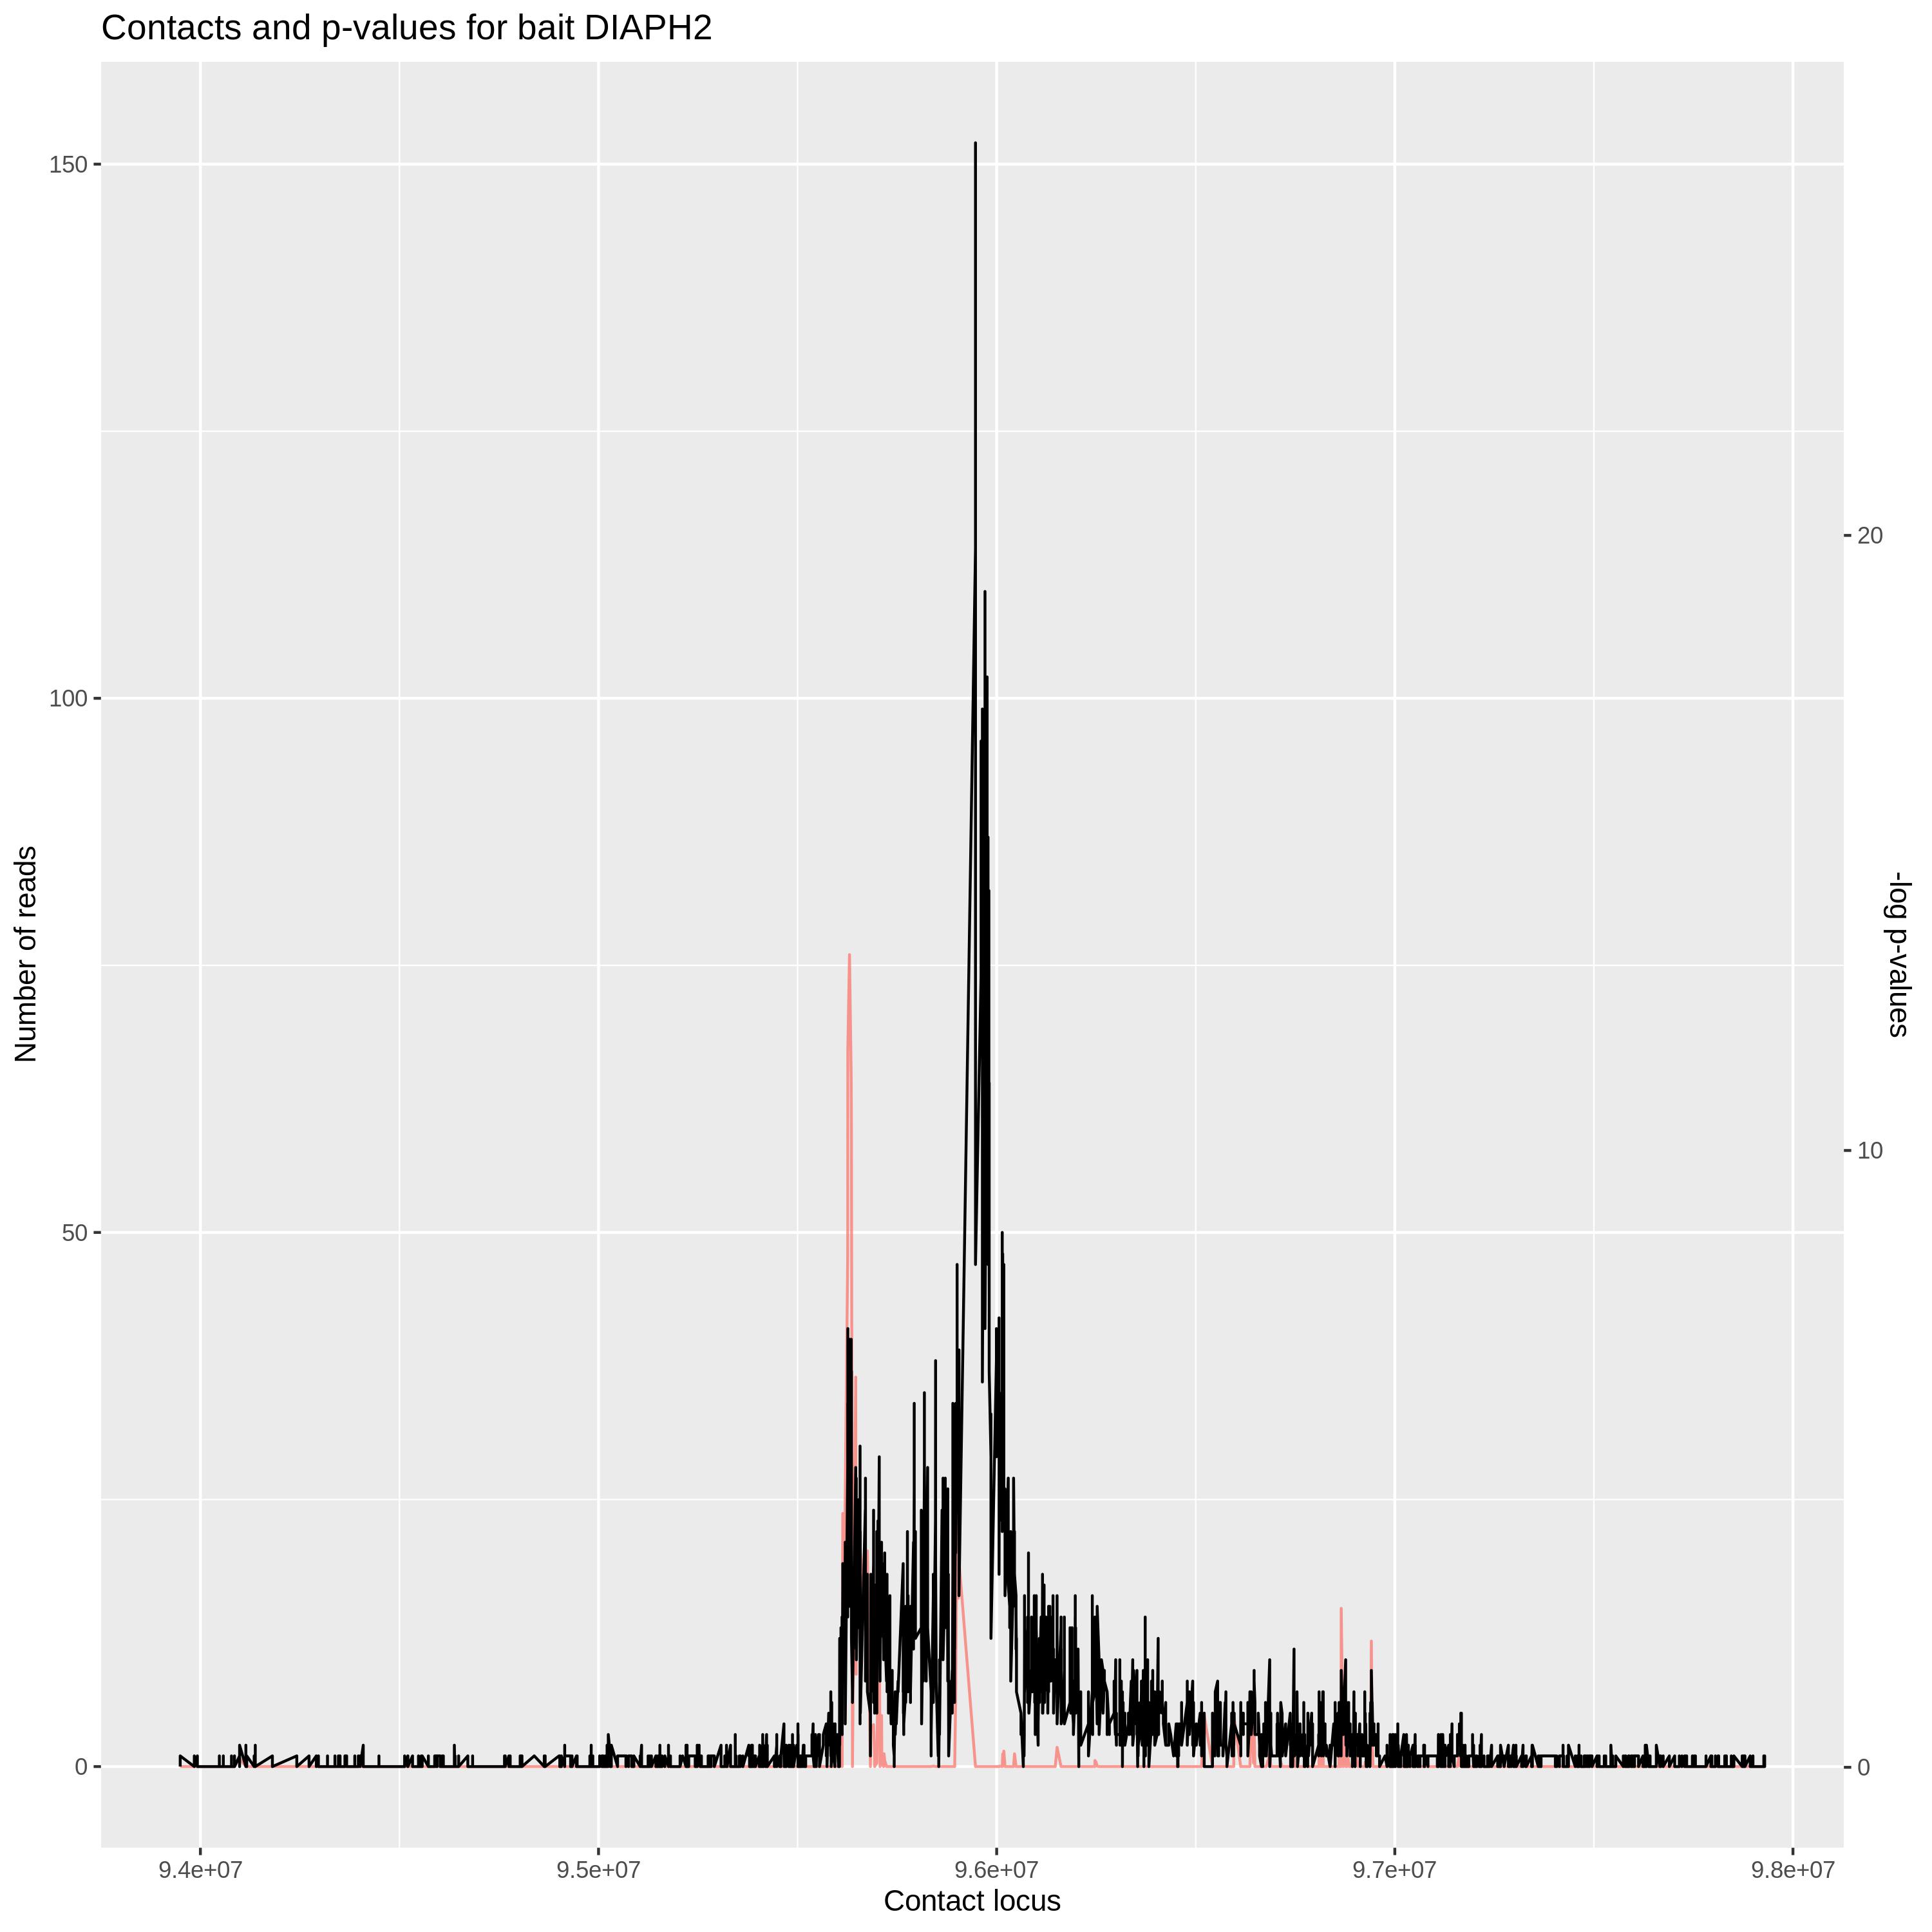 Contacts and p-values for bait DIAPH2
150
100
50
0
Number of reads
20
10
0
-log p-values
9.4e+07 9.5e+07 9.6e+07 9.7e+07 9.8e+07
Contact locus